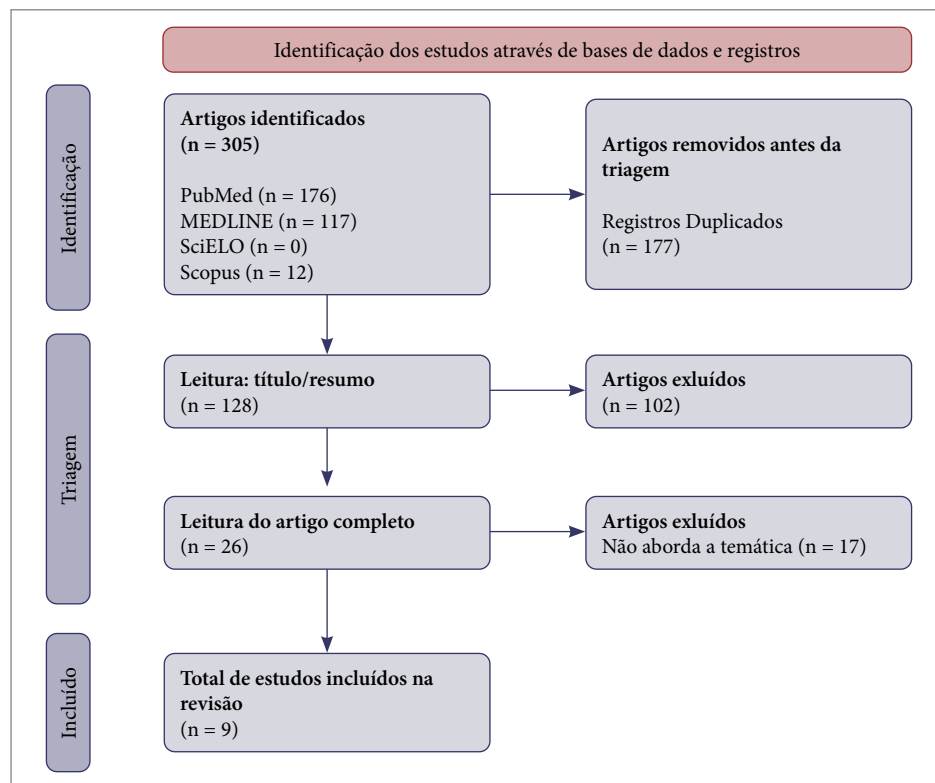 Identificação dos estudos através de bases de dados e registros
Identificação
Artigos identificados
(n = 305)
PubMed (n = 176)
MEDLINE (n = 117)
SciELO (n = 0)
Scopus (n = 12)
Artigos removidos antes da
triagem
Registros Duplicados
(n = 177)
Triagem
Leitura: título/resumo
(n = 128)
Artigos exluídos
(n = 102)
Leitura do artigo completo
(n = 26)
Artigos exluídos
Não aborda a temática (n = 17)
Incluído
Total de estudos incluídos na
revisão
(n = 9)